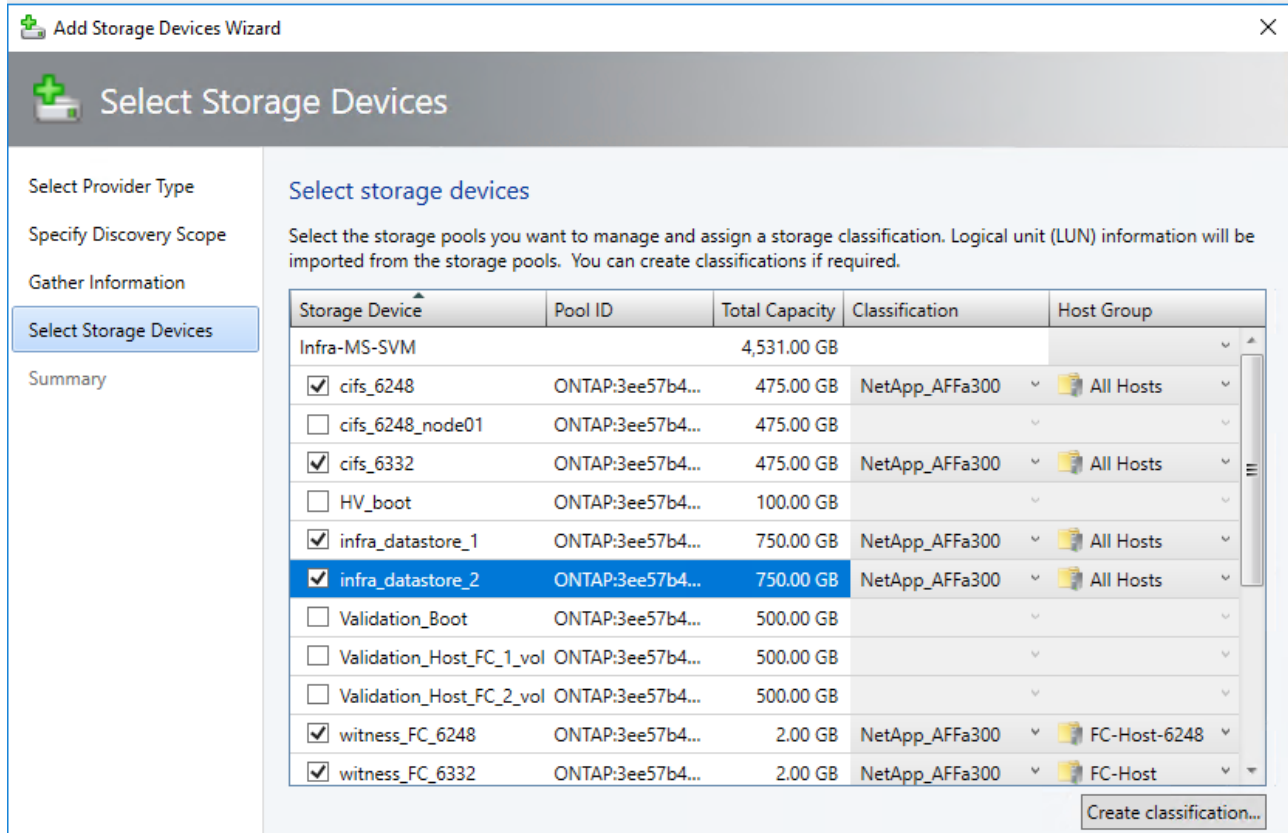 Add Storage Devices Wizard
Select Storage Devices
Select Provider Type
Specify Discovery Scope
Gather Information
Select Storage Devices
Summary
Select storage devices
Select the storage pools you want to manage and assign a storage classification. Logical unit (LUN) information will be
imported from the storage pools.  You can create classifications if required.
Storage Device Pool ID Total Capacity Classification Host Group
Infra-MS-SVM 4,531.00 GB
cifs_6248 ONTAP:3ee57b4... 475.00 GB NetApp_AFFa300 All Hosts
cifs_6248_node01 ONTAP:3ee57b4... 475.00 GB
cifs_6332 ONTAP:3ee57b4... 475.00 GB NetApp_AFFa300 All Hosts
HV_boot ONTAP:3ee57b4... 100.00 GB
infra_datastore_1 ONTAP:3ee57b4... 750.00 GB NetApp_AFFa300 All Hosts
infra_datastore_2 ONTAP:3ee57b4... 750.00 GB NetApp_AFFa300 All Hosts
Validation_Boot ONTAP:3ee57b4... 500.00 GB
Validation_Host_FC_1_vol ONTAP:3ee57b4... 500.00 GB
Validation_Host_FC_2_vol ONTAP:3ee57b4... 500.00 GB
witness_FC_6248 ONTAP:3ee57b4... 2.00 GB NetApp_AFFa300 FC-Host-6248
witness_FC_6332 ONTAP:3ee57b4... 2.00 GB NetApp_AFFa300 FC-Host
Create classification...